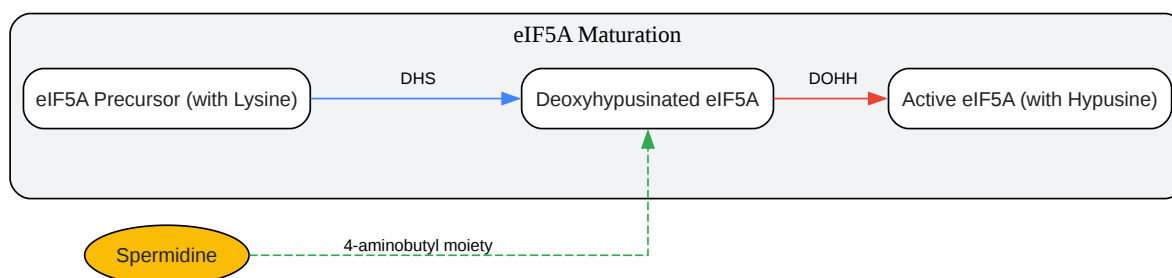 eIF5A Maturation
DHS
DOHH
eIF5A Precursor (with Lysine)
Deoxyhypusinated eIF5A
Active eIF5A (with Hypusine)
4-aminobutyl moiety
Spermidine